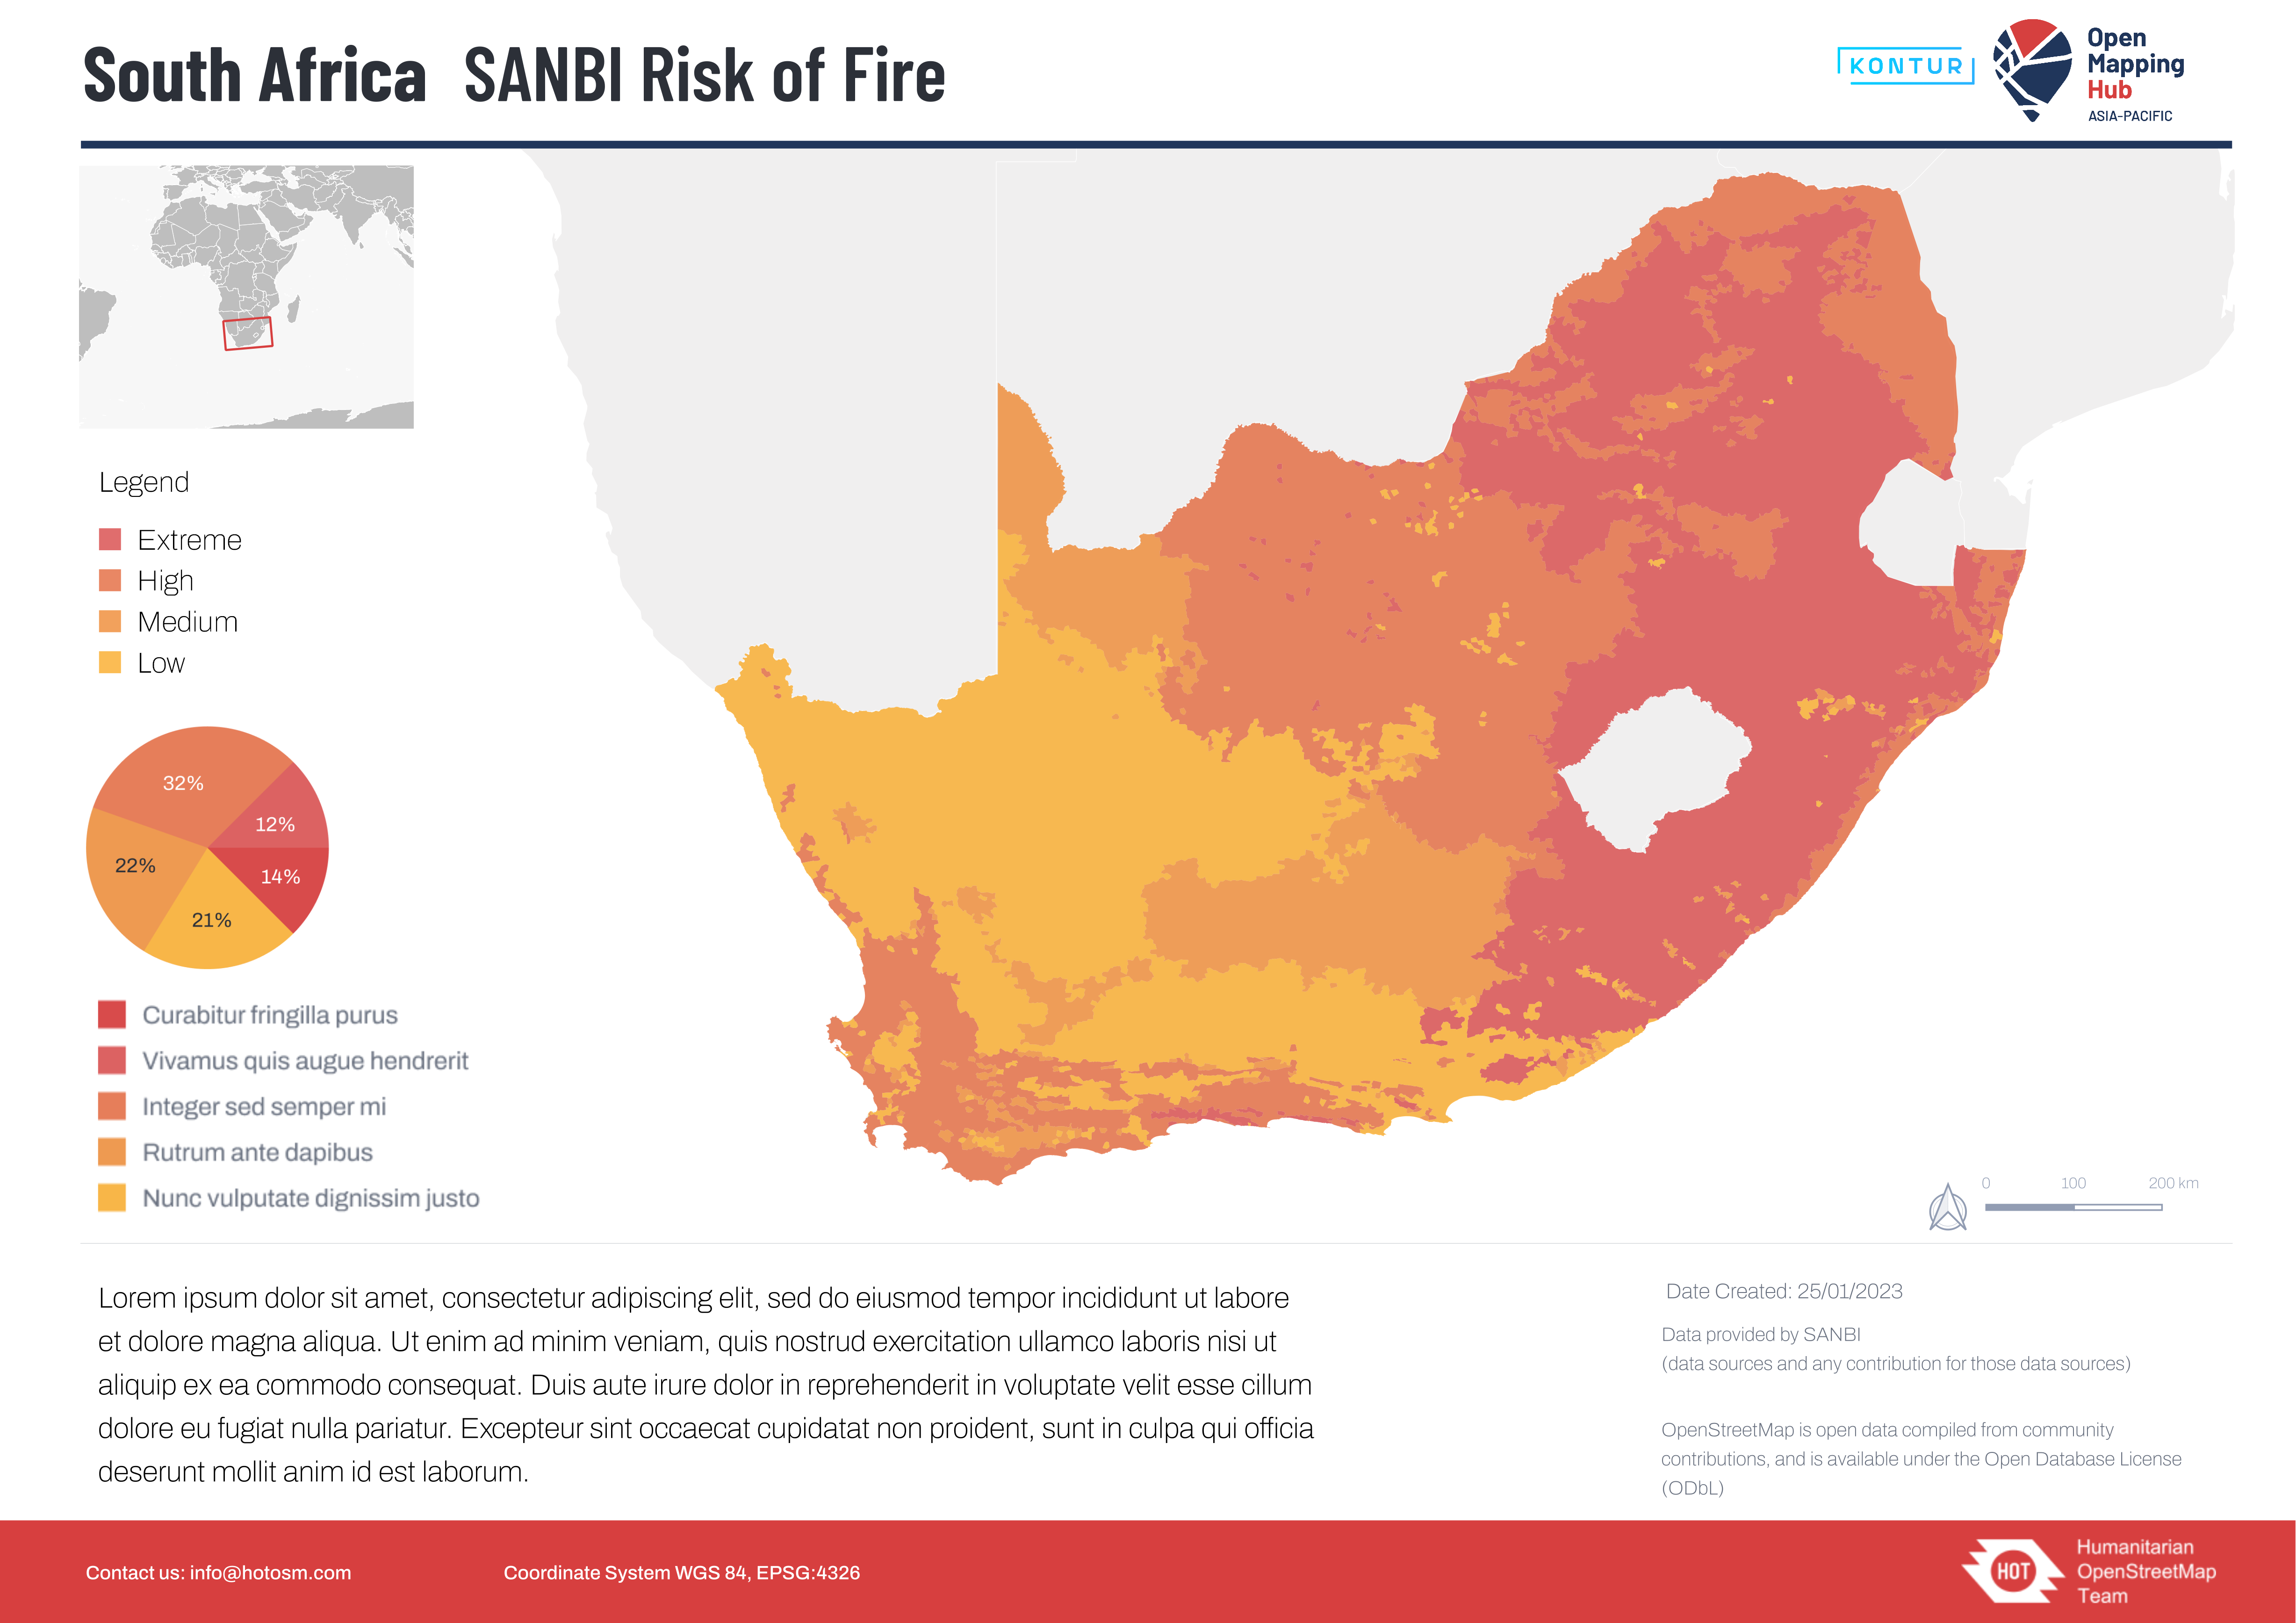 South Africa SANBI Risk of Fire
KONTUR
Open
Mapping
Hub
ASIA-PACIFIC
Legend
Extreme
High
Medium
Low
32%
12%
22%
14%
21%
Curabitur fringilla purus
Vivamus quis augue hendrerit
Integer sed semper mi
Rutrum ante dapibus
Nunc vulputate dignissim justo
0 100 200 km
Lorem ipsum dolor sit amet, consectetur adipiscing elit, sed do eiusmod tempor incididunt ut labore
et dolore magna aliqua. Ut enim ad minim veniam, quis nostrud exercitation ullamco laboris nisi ut
aliquip ex ea commodo consequat. Duis aute irure dolor in reprehenderit in voluptate velit esse cillum
dolore eu fugiat nulla pariatur. Excepteur sint occaecat cupidatat non proident, sunt in culpa qui officia
deserunt mollit anim id est laborum.
Date Created: 25/01/2023
Data provided by SANBI
(data sources and any contribution for those data sources)
OpenStreetMap is open data compiled from community
contributions, and is available under the Open Database License
(ODbL)
Contact us: info@hotosm.com
Coordinate System WGS 84, EPSG:4326
HOT
Humanitarian
OpenStreetMap
Team